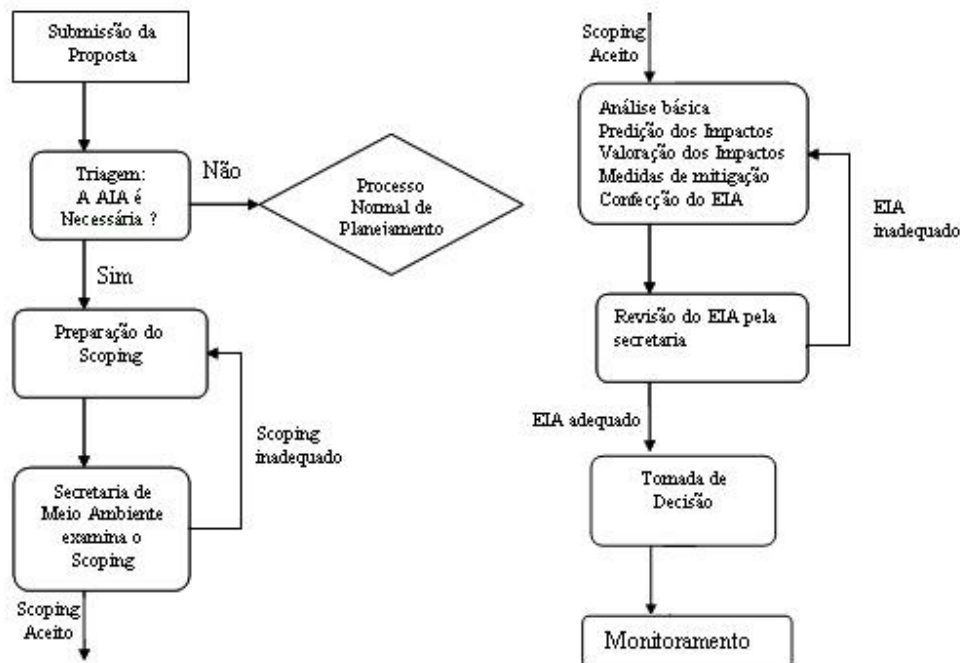 Submissão da
Proposta
Triagem:
A AIA é
Necessária ?
Não
Processo
Normal de
Planejamento
Sim
Preparação do
Scoping
Scoping
inadequado
Secretaria de
Meio Ambiente
examina o
Scoping
Scoping
Aceito
Scoping
Aceito
Análise básica
Predição dos Impactos
Valoração dos Impactos
Medidas de mitigação
Confecção do EIA
EIA
inadequado
Revisão do EIA pela
secretaria
EIA adequado
Tomada de
Decisão
Monitoramento